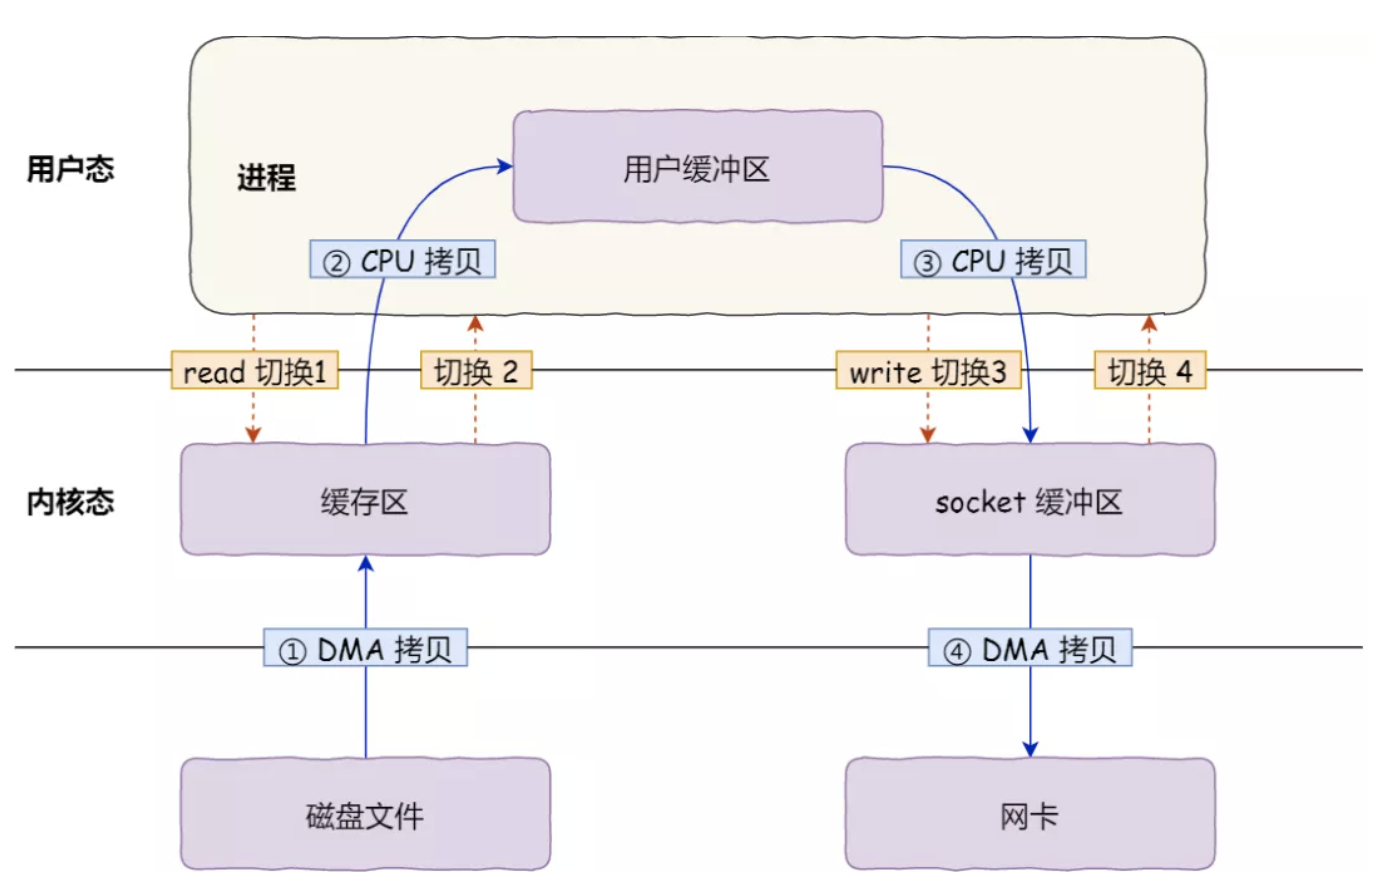 用户态
进程
用户缓冲区
② CPU 拷贝
③ CPU 拷贝
read 切换1
切换 2
write 切换3
切换 4
内核态
缓存区
socket 缓冲区
① DMA 拷贝
④ DMA 拷贝
磁盘文件
网卡